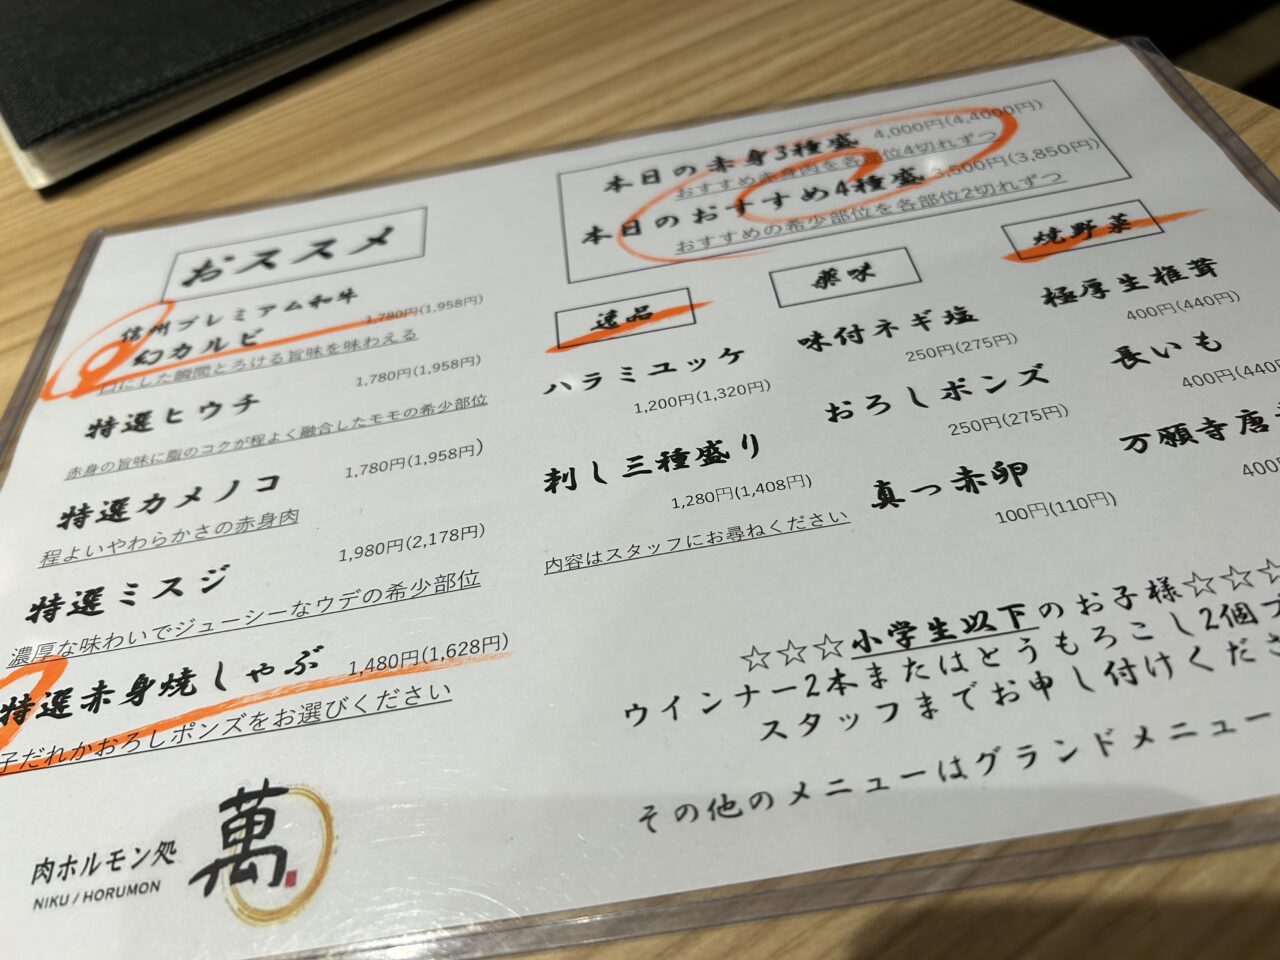 本日の赤身3種盛 4,000円(4,4000円)
おすすめ赤身肉を各部位4切れずつ
本日のおすすめ4種盛 3,500円(3,850円)
おすすめの希少部位を各部位2切れずつ
おススメ
信州プレミアム和牛
幻カルビ 1,780円(1,958円)
口にした瞬間とろける旨味を味わえる
特選ヒウチ 1,780円(1,958円)
赤身の旨味に脂のコクが程よく融合したモモの希少部位
特選カメノコ 1,780円(1,958円)
程よいやわらかさの赤身肉
特選ミスジ 1,980円(2,178円)
濃厚な味わいでジューシーなウデの希少部位
特選赤身焼しゃぶ 1,480円(1,628円)
子だれかおろしポンズをお選びください
逸品
ハラミユッケ
1,200円(1,320円)
刺し三種盛り
1,280円(1,408円)
内容はスタッフにお尋ねください
薬味
味付ネギ塩
250円(275円)
おろしポンズ
250円(275円)
真っ赤卵
100円(110円)
焼野菜
極厚生椎茸
400円(440円)
長いも
400円(440円
万願寺唐
400
☆☆☆小学生以下のお子様☆☆☆
ウインナー2本またはとうもろこし2個
スタッフまでお申し付けくださ
その他のメニューはグランドメニュー
肉ホルモン処
NIKU / HORUMON
萬